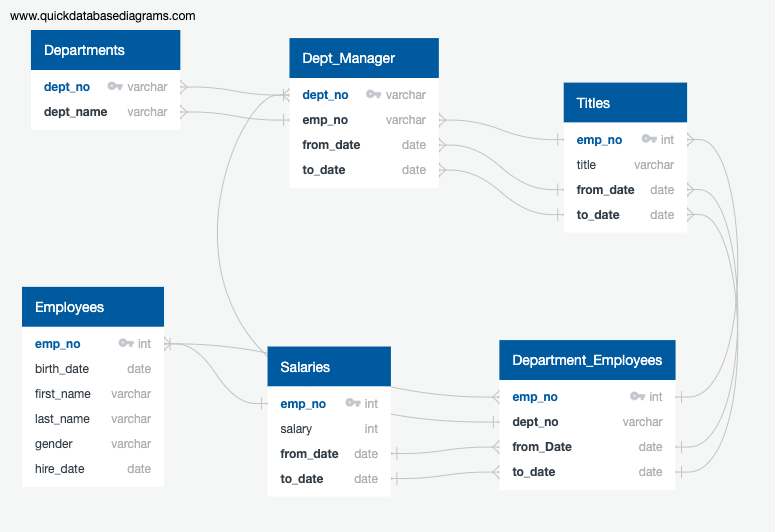 www.quickdatabasediagrams.com
Departments
dept_no varchar
dept_name varchar
Dept_Manager
dept_no varchar
emp_no varchar
from_date date
to_date date
Titles
emp_no int
title varchar
from_date date
to_date date
Employees
emp_no int
birth_date date
first_name varchar
last_name varchar
gender varchar
hire_date date
Salaries
emp_no int
salary int
from_date date
to_date date
Department_Employees
emp_no int
dept_no varchar
from_Date date
to_date date